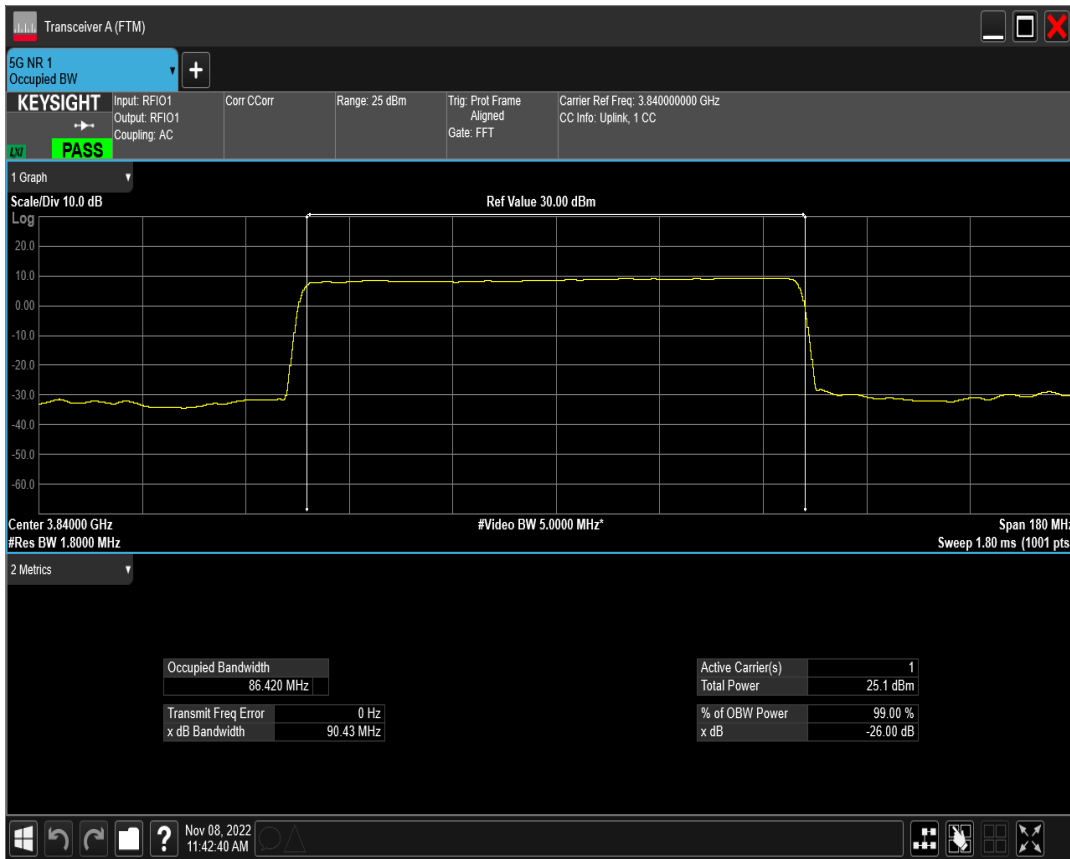 Transceiver A (FTM)
5G NR 1
Occupied BW
+
KEYSIGHT
LXI
PASS
Input: RFIO1
Output: RFIO1
Coupling: AC
Corr CCorr
Range: 25 dBm
Trig: Prot Frame
Aligned
Gate: FFT
Carrier Ref Freq: 3.840000000 GHz
CC Info: Uplink, 1 CC
1 Graph
Scale/Div 10.0 dB
Ref Value 30.00 dBm
Log
20.0
10.0
0.00
-10.0
-20.0
-30.0
-40.0
-50.0
-60.0
Center 3.84000 GHz
#Video BW 5.0000 MHz*
Span 180 MHz
#Res BW 1.8000 MHz
Sweep 1.80 ms (1001 pts
2 Metrics
Occupied Bandwidth
86.420 MHz
Transmit Freq Error 0 Hz
x dB Bandwidth 90.43 MHz
Active Carrier(s) 1
Total Power 25.1 dBm
% of OBW Power 99.00 %
x dB -26.00 dB
?
Nov 08, 2022
11:42:40 AM